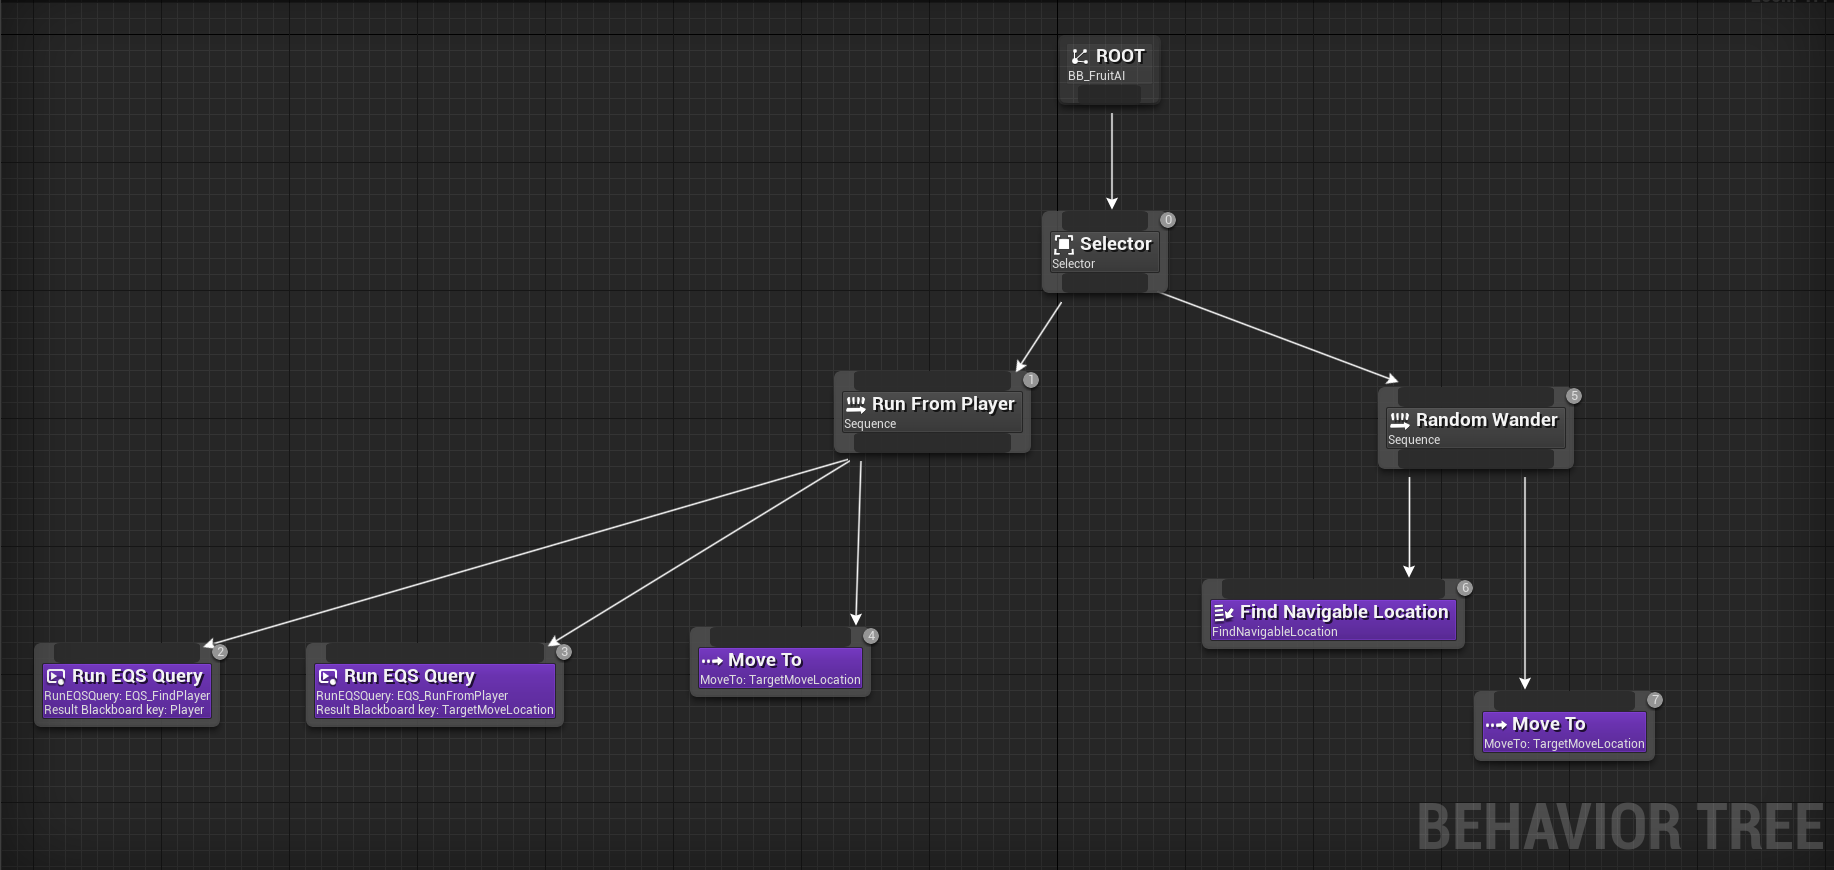 ROOT
BB_FruitAI
0
Selector
Selector
1
Run From Player
Sequence
5
Random Wander
Sequence
2
Run EQS Query
RunEQSQuery: EQS_FindPlayer
Result Blackboard key: Player
3
Run EQS Query
RunEQSQuery: EQS_RunFromPlayer
Result Blackboard key: TargetMoveLocation
4
Move To
MoveTo: TargetMoveLocation
6
Find Navigable Location
FindNavigableLocation
7
Move To
MoveTo: TargetMoveLocation
BEHAVIOR TREE